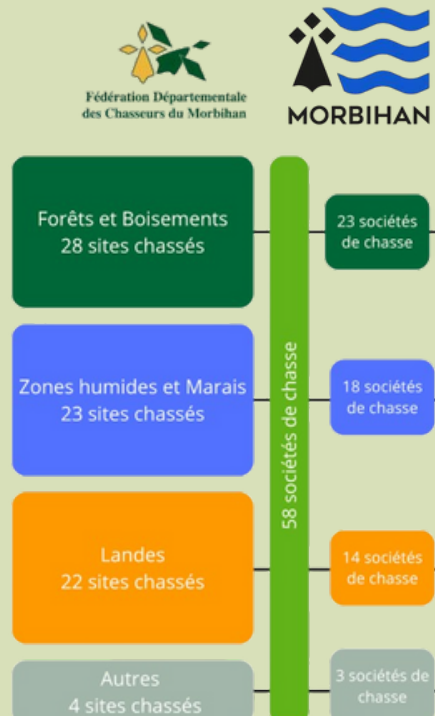 Fédération Départementale
des Chasseurs du Morbihan
MORBIHAN
Forêts et Boisements
28 sites chassés
23 sociétés
de chasse
Zones humides et Marais
23 sites chassés
18 sociétés
de chasse
58 sociétés de chasse
Landes
22 sites chassés
14 sociétés
de chasse
Autres
4 sites chassés
3 sociétés de
chasse